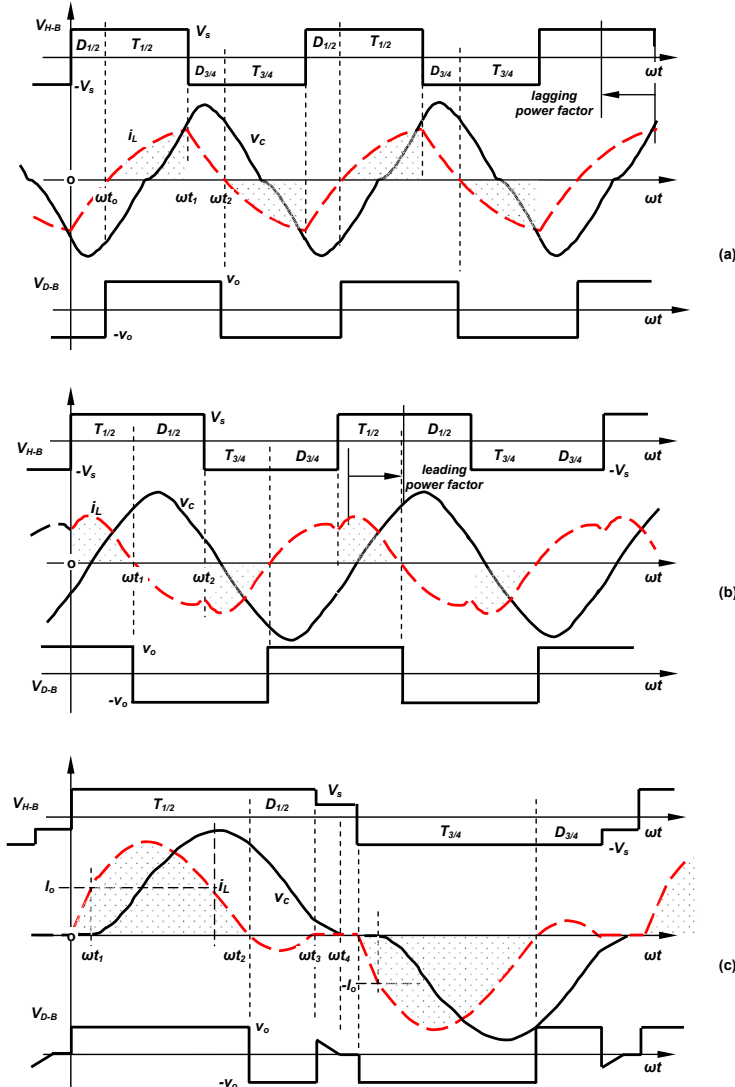 V_H-B V_s
D_1/2 T_1/2 D_1/2 T_1/2
D_3/4 T_3/4 D_3/4 T_3/4 ωt
-V_s lagging
power factor
i_L v_c
o ωt_o ωt_1 ωt_2 ωt
V_D-B v_o
-v_o ωt
(a)
V_s
V_H-B T_1/2 D_1/2 T_1/2 D_1/2 ωt
T_3/4 D_3/4 T_3/4 D_3/4
-V_s leading -V_s
power factor
i_L v_c
o ωt_1 ωt_2 ωt
(b)
v_o
V_D-B -v_o ωt
V_s
V_H-B T_1/2 D_1/2 ωt
T_3/4 D_3/4 -V_s
I_o i_L v_c
o ωt_1 ωt_2 ωt_3 ωt_4 ωt
(c)
-I_o
V_D-B v_o
-v_o ωt